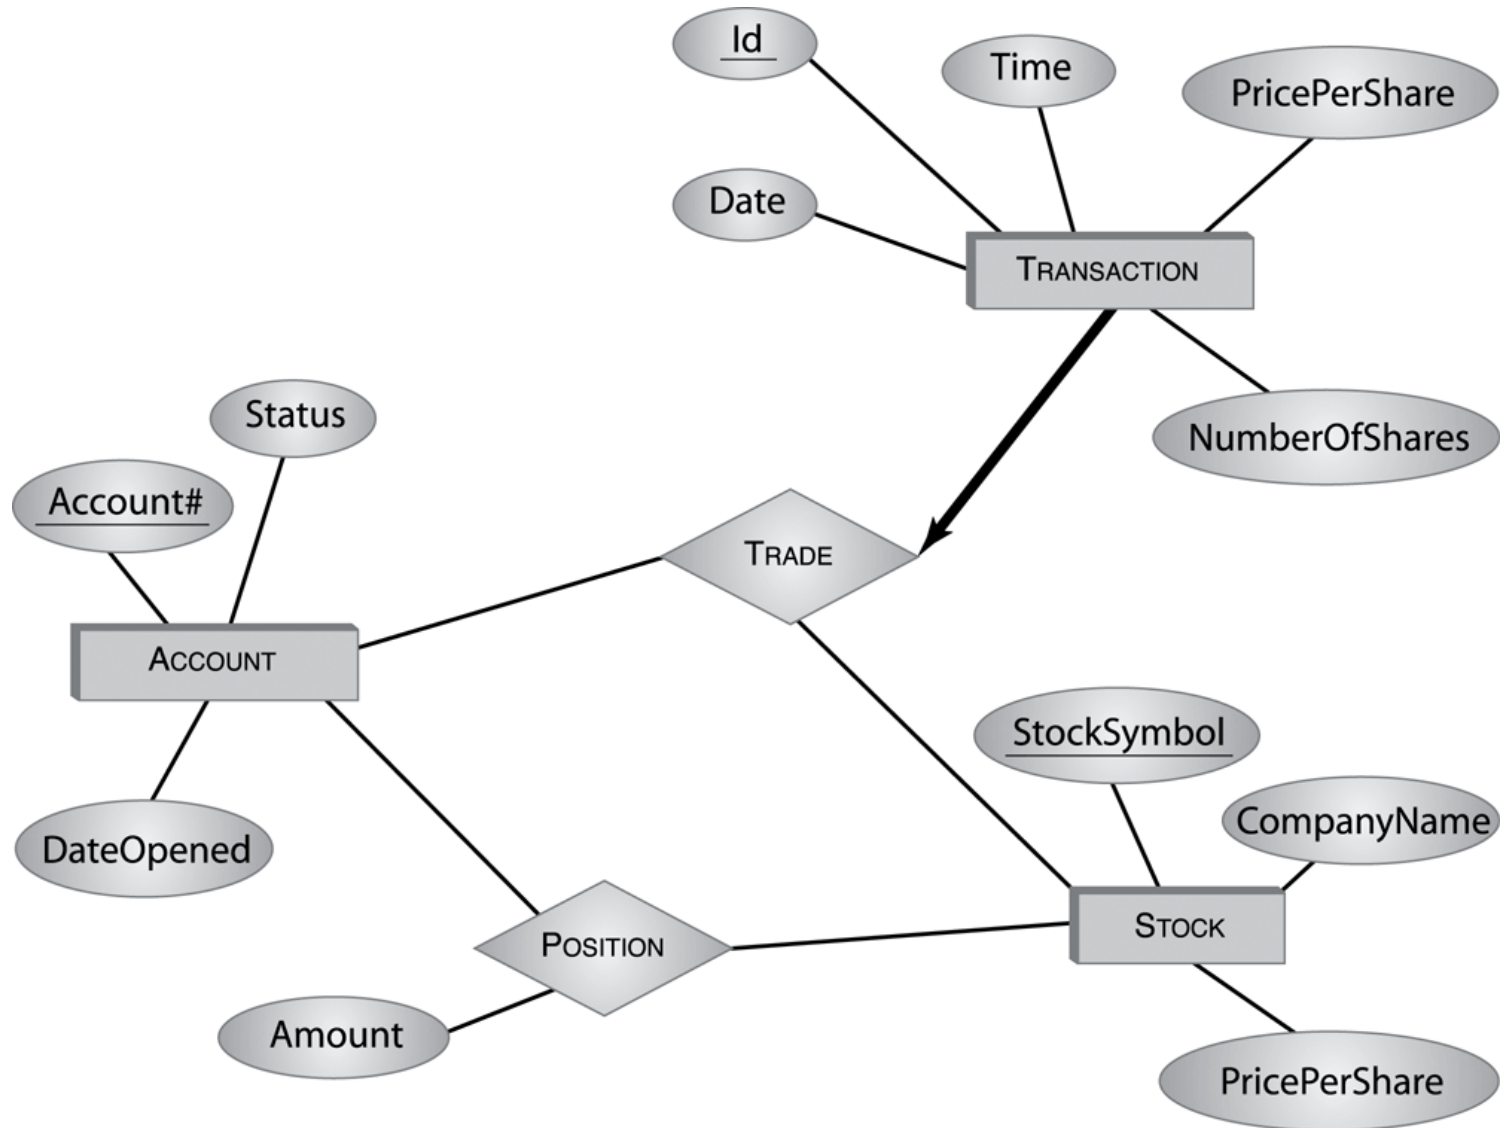 Id
Time
PricePerShare
Date
TRANSACTION
Status
NumberOfShares
Account#
TRADE
ACCOUNT
StockSymbol
CompanyName
DateOpened
STOCK
POSITION
Amount
PricePerShare